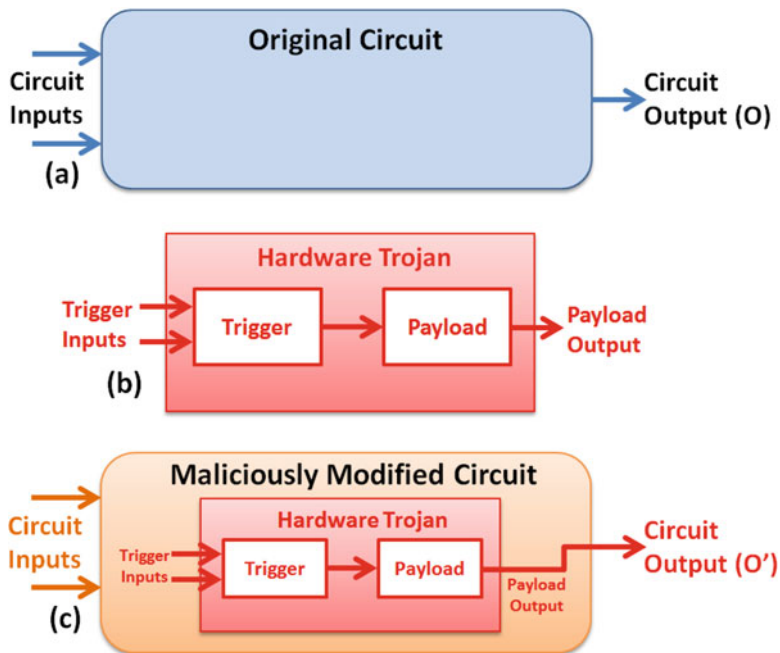 Original Circuit
Circuit
Inputs
Circuit
Output (O)
(a)
Hardware Trojan
Trigger
Inputs
Trigger
Payload
Payload
Output
(b)
Maliciously Modified Circuit
Hardware Trojan
Circuit
Inputs
Trigger
Inputs
Trigger
Payload
Payload
Output
Circuit
Output (O’)
(c)